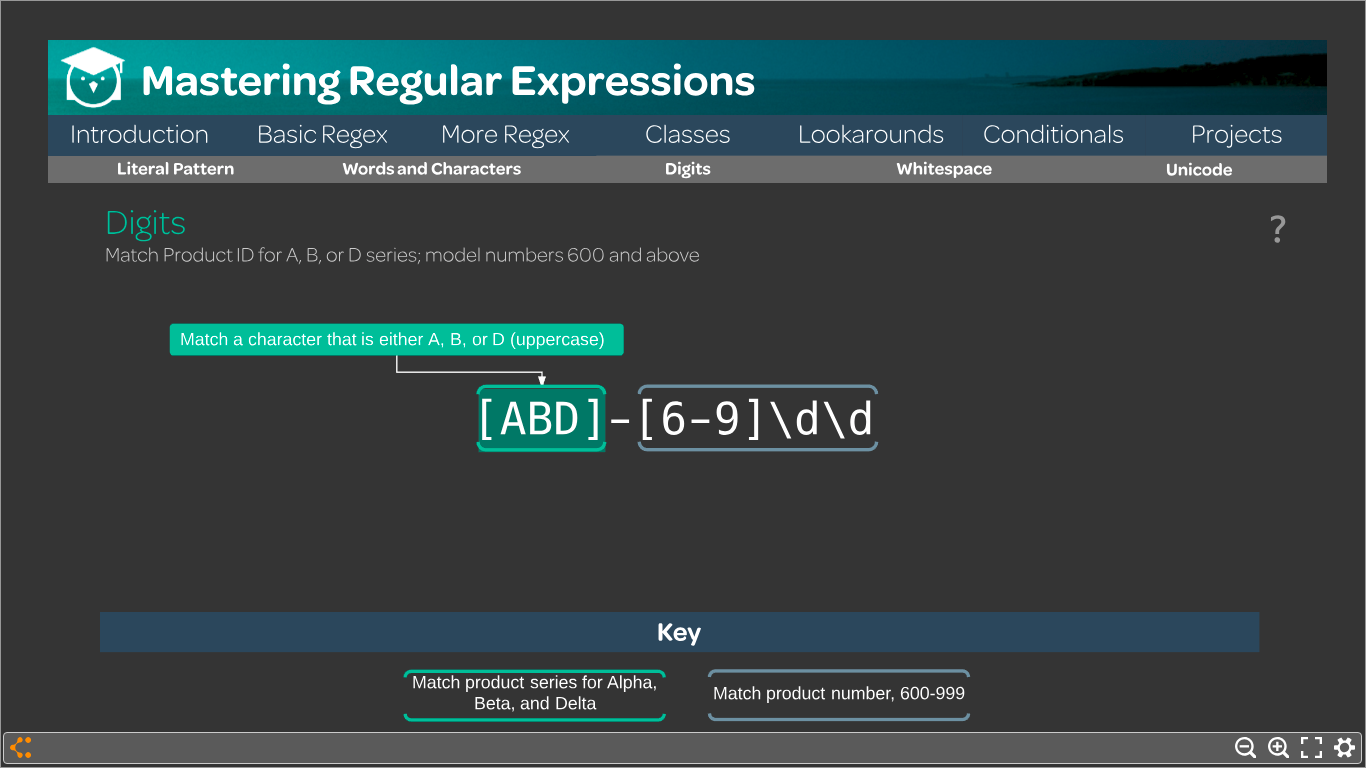 Mastering Regular Expressions
Introduction Basic Regex More Regex Classes Lookarounds Conditionals Projects
Literal Pattern Words and Characters Digits Whitespace Unicode
Digits
?
Match Product ID for A, B, or D series; model numbers 600 and above
Match a character that is either A, B, or D (uppercase)
[ABD]-[6-9]\d\d
Key
Match product series for Alpha,
Beta, and Delta
Match product number, 600-999